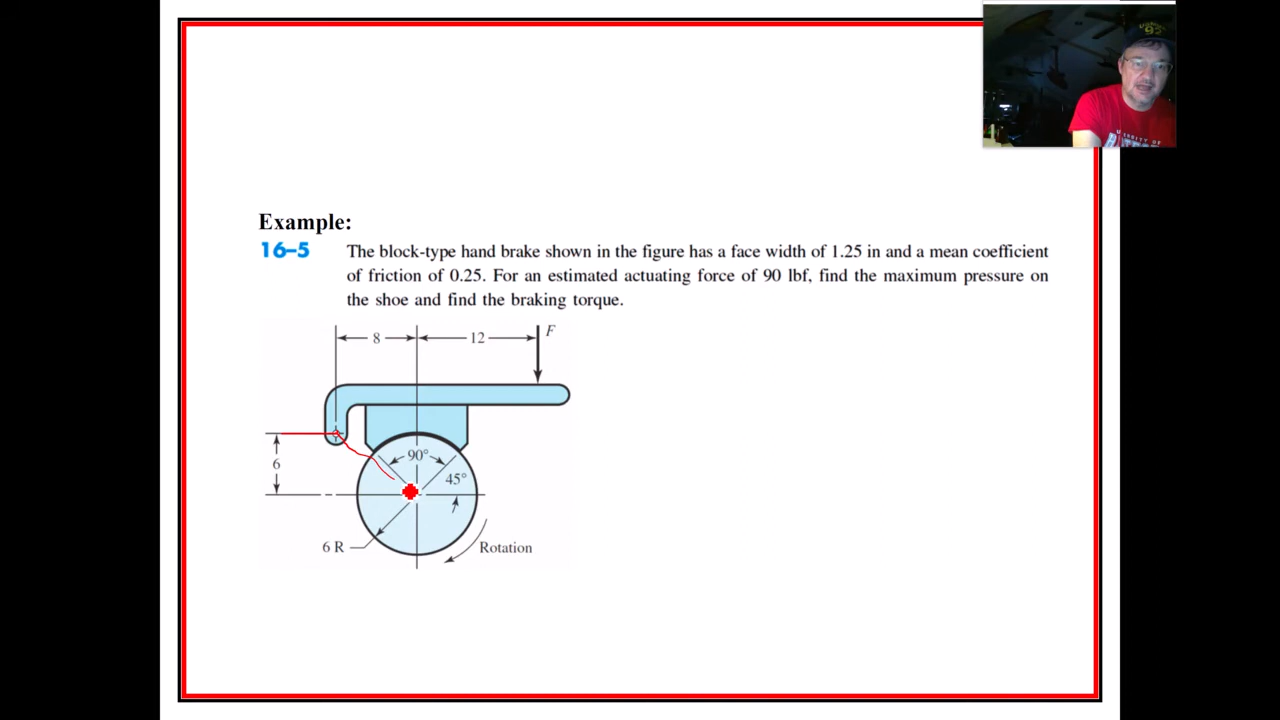 Example:
16–5 The block-type hand brake shown in the figure has a face width of 1.25 in and a mean coefficient
of friction of 0.25. For an estimated actuating force of 90 lbf, find the maximum pressure on
the shoe and find the braking torque.
8 12 F
90°
6 45°
6 R Rotation